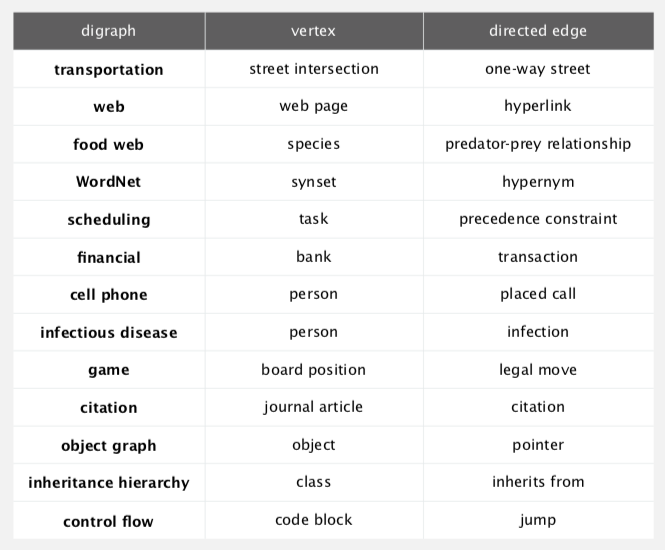 digraph vertex directed edge
transportation street intersection one-way street
web web page hyperlink
food web species predator-prey relationship
WordNet synset hypernym
scheduling task precedence constraint
financial bank transaction
cell phone person placed call
infectious disease person infection
game board position legal move
citation journal article citation
object graph object pointer
inheritance hierarchy class inherits from
control flow code block jump